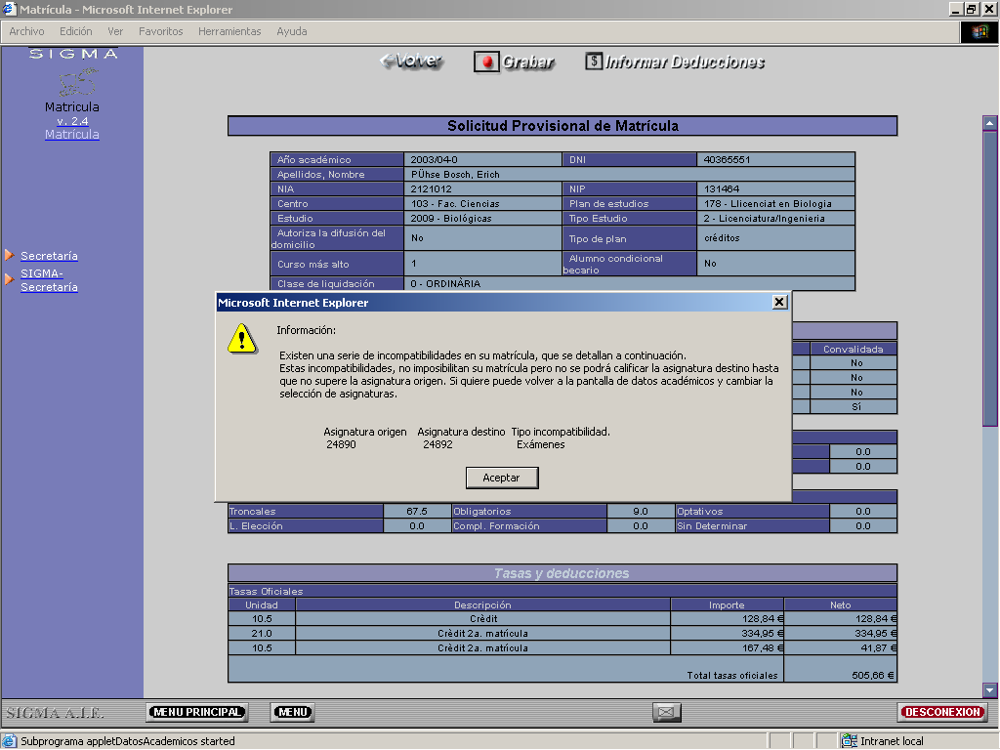 Matrícula - Microsoft Internet Explorer
Archivo Edición Ver Favoritos Herramientas Ayuda
SIGMA
Matricula
v. 2.4
Matrícula
Secretaría
SIGMA-
Secretaría
Volver Grabar $ Informar Deducciones
Solicitud Provisional de Matrícula
Año académico 2003/04-0 DNI 40365551
Apellidos, Nombre PÜhse Bosch, Erich
NIA 2121012 NIP 131464
Centro 103 - Fac. Ciencias Plan de estudios 178 - Llicenciat en Biologia
Estudio 2009 - Biológicas Tipo Estudio 2 - Licenciatura/Ingenieria
Autoriza la difusión del
domicilio No Tipo de plan créditos
Curso más alto 1 Alumno condicional
becario No
Clase de liquidación 0 - ORDINÀRIA
Microsoft Internet Explorer
Información:
Existen una serie de incompatibilidades en su matrícula, que se detallan a continuación.
Estas incompatibilidades, no imposibilitan su matrícula pero no se podrá calificar la asignatura destino hasta
que no supere la asignatura origen. Si quiere puede volver a la pantalla de datos académicos y cambiar la
selección de asignaturas.
Asignatura origen Asignatura destino Tipo incompatibilidad.
24890 24892 Exámenes
Aceptar
Convalidada
No
No
No
Sí
0.0
0.0
Troncales 67.5 Obligatorios 9.0 Optativos 0.0
L. Elección 0.0 Compl. Formación 0.0 Sin Determinar 0.0
Tasas y deducciones
Tasas Oficiales
Unidad Descripción Importe Neto
10.5 Crèdit 128,84 € 128,84 €
21.0 Crèdit 2a. matrícula 334,95 € 334,95 €
10.5 Crèdit 2a. matrícula 167,48 € 41,87 €
Total tasas oficiales 505,66 €
SIGMA A.I.E. MENU PRINCIPAL MENU DESCONEXION
Subprograma appletDatosAcademicos started Intranet local